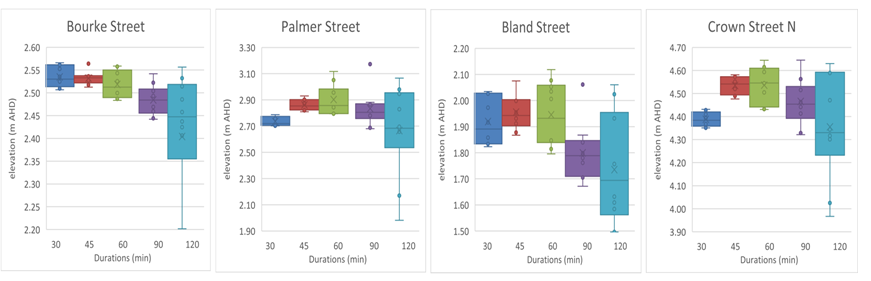 Bourke Street
elevation (m AHD)
2.60
2.55
2.50
2.45
2.40
2.35
2.30
2.25
2.20
30 45 60 90 120
Durations (min)
Palmer Street
elevation (m AHD)
3.30
3.10
2.90
2.70
2.50
2.30
2.10
1.90
30 45 60 90 120
Durations (min)
Bland Street
elevation (m AHD)
2.20
2.10
2.00
1.90
1.80
1.70
1.60
1.50
30 45 60 90 120
Durations (min)
Crown Street N
elevation (m AHD)
4.70
4.60
4.50
4.40
4.30
4.20
4.10
4.00
3.90
30 45 60 90 120
Durations (min)